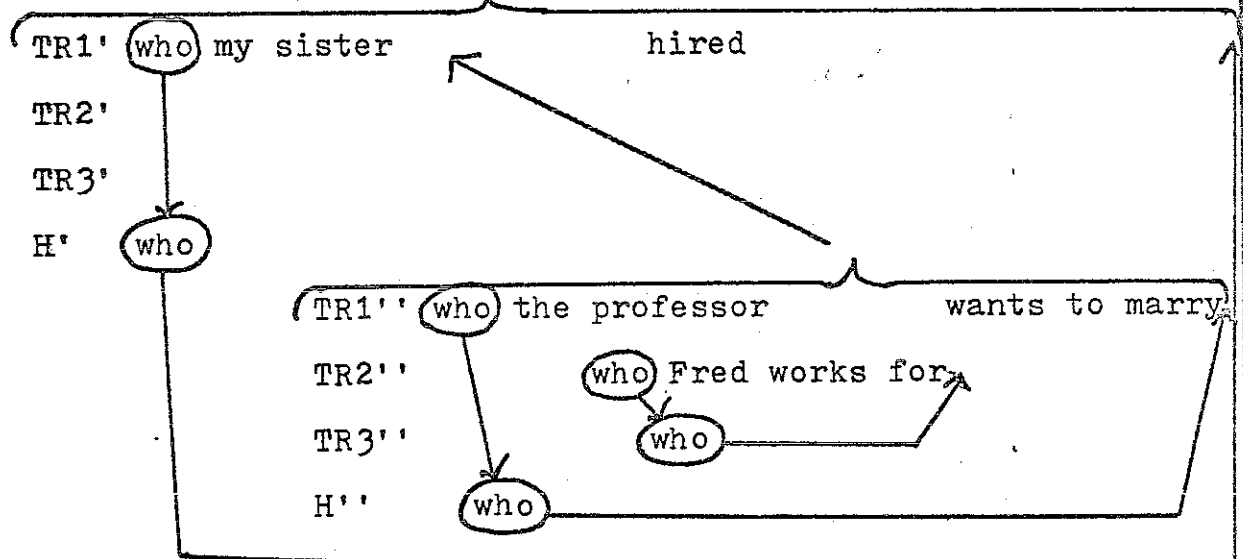 TR1' who my sister hired
TR2'
TR3'
H' who
TR1'' who the professor wants to marry
TR2'' who Fred works for
TR3'' who
H'' who